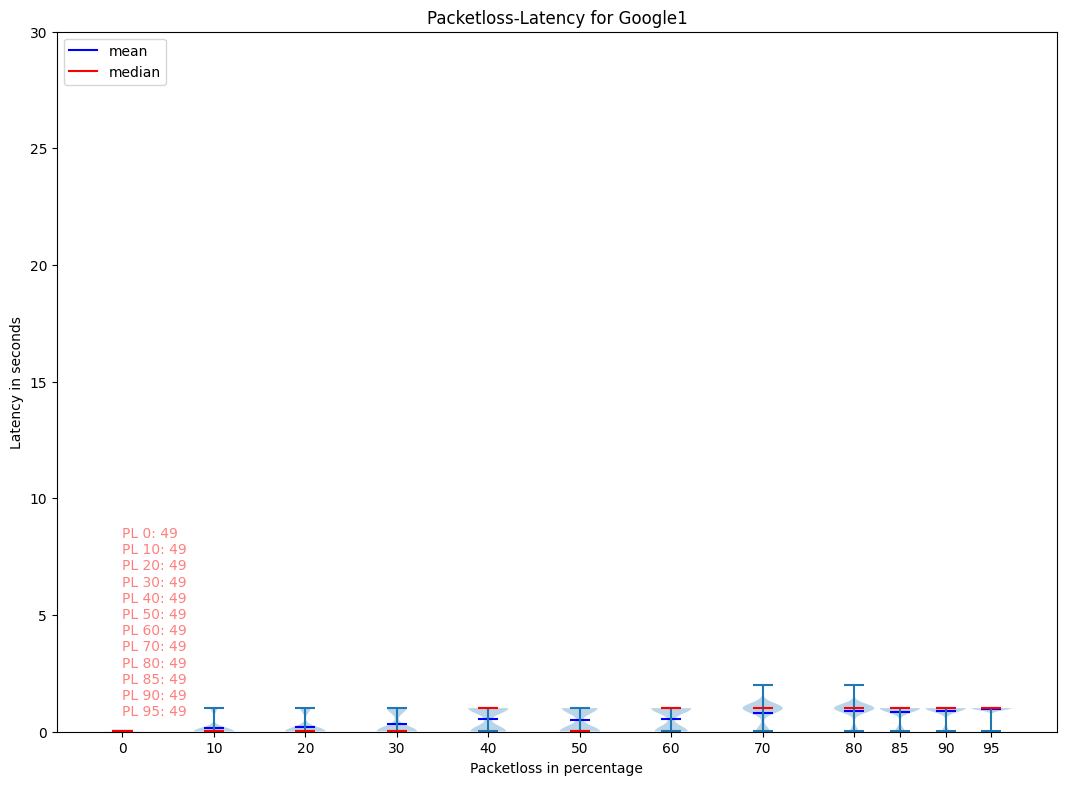 Packetloss-Latency for Google1
30
mean
median
25
20
15
10
5
0
Latency in seconds
PL 0: 49
PL 10: 49
PL 20: 49
PL 30: 49
PL 40: 49
PL 50: 49
PL 60: 49
PL 70: 49
PL 80: 49
PL 85: 49
PL 90: 49
PL 95: 49
0 10 20 30 40 50 60 70 80 85 90 95
Packetloss in percentage